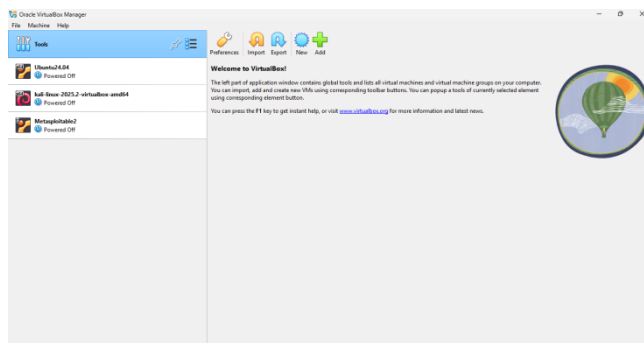 Oracle VirtualBox Manager
File Machine Help
Tools
Preferences Import Export New Add
Ubuntu24.04
Powered Off
kali-linux-2025.2-virtualbox-amd64
Powered Off
Metasploitable2
Powered Off
Welcome to VirtualBox!
The left part of application window contains global tools and lists all virtual machines and virtual machine groups on your computer.
You can import, add and create new VMs using corresponding toolbar buttons. You can popup a tools of currently selected element
using corresponding element button.
You can press the F1 key to get instant help, or visit www.virtualbox.org for more information and latest news.